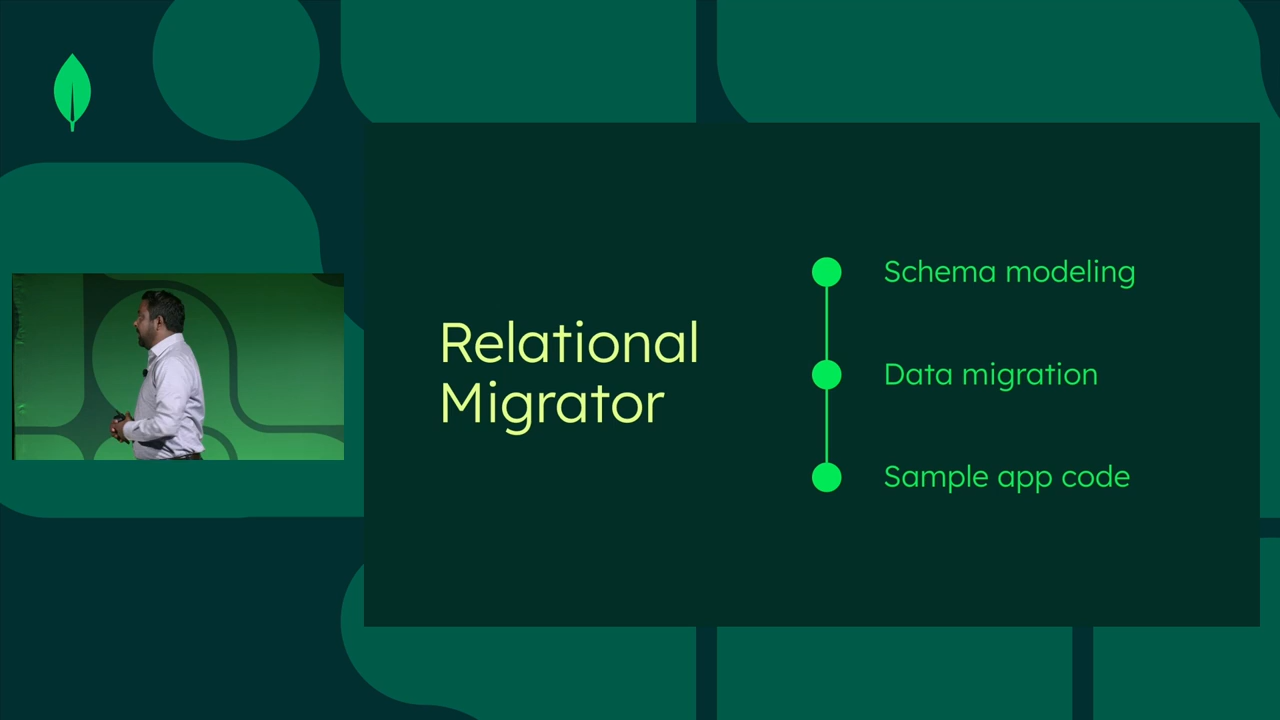 Relational
Migrator
Schema modeling
Data migration
Sample app code